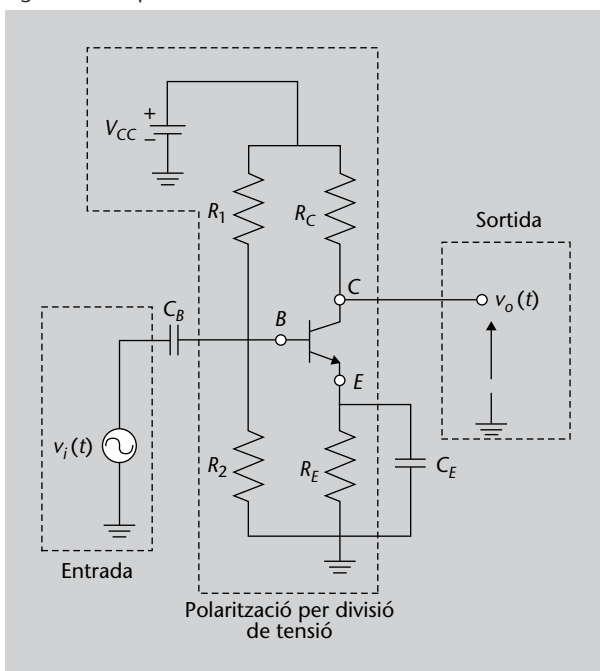 +
V_CC
−
R_1
R_C
Sortida
C
v_o(t)
C_B
B
E
v_i(t)
R_2
R_E
C_E
Entrada
Polarització per divisió
de tensió